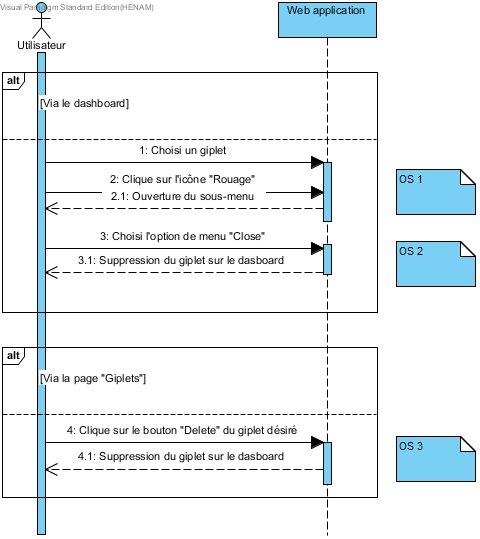 Visual Paradigm Standard Edition(HENAM)
Utilisateur
Web application
alt
[Via le dashboard]
1: Choisi un giplet
2: Clique sur l'icône "Rouage"
2.1: Ouverture du sous-menu
OS 1
3: Choisi l'option de menu "Close"
OS 2
3.1: Suppression du giplet sur le dasboard
alt
[Via la page "Giplets"]
4: Clique sur le bouton "Delete" du giplet désiré
OS 3
4.1: Suppression du giplet sur le dasboard